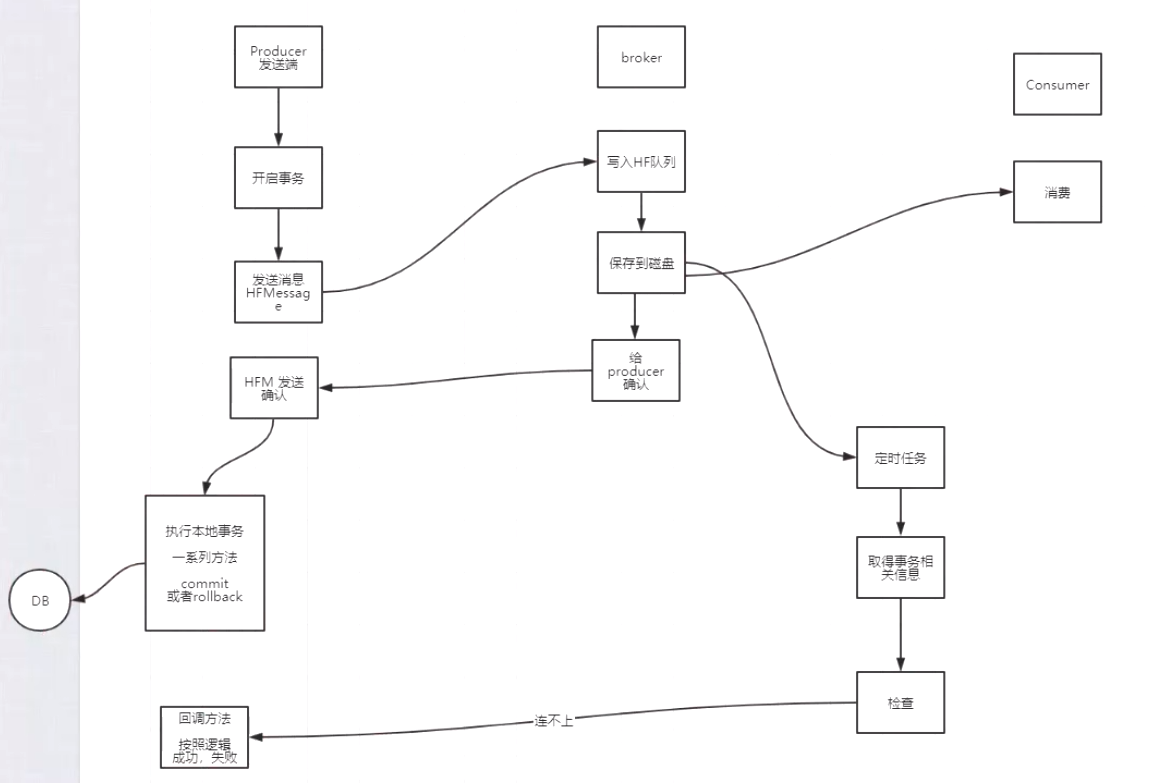 Producer
发送端
broker
Consumer
开启事务
写入HF队列
消费
发送消息
HFMessag
e
保存到磁盘
给
producer
确认
HFM 发送
确认
定时任务
执行本地事务
一系列方法
commit
或者rollback
取得事务相
关信息
DB
检查
连不上
回调方法
按照逻辑
成功，失败